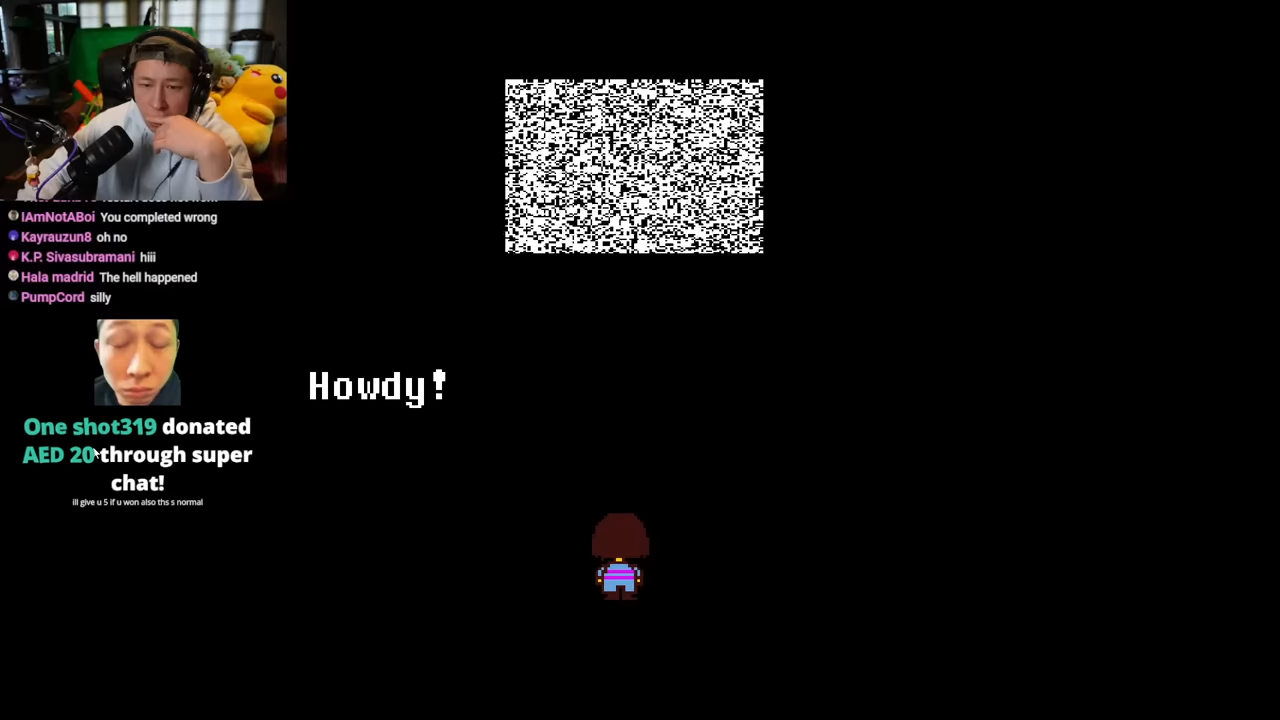 IAmNotABoi You completed wrong
Kayrauzun8 oh no
K.P. Sivasubramani hiii
Hala madrid The hell happened
PumpCord silly
One shot319 donated
AED 20 through super
chat!
ill give u 5 if u won also ths s normal
Howdy!